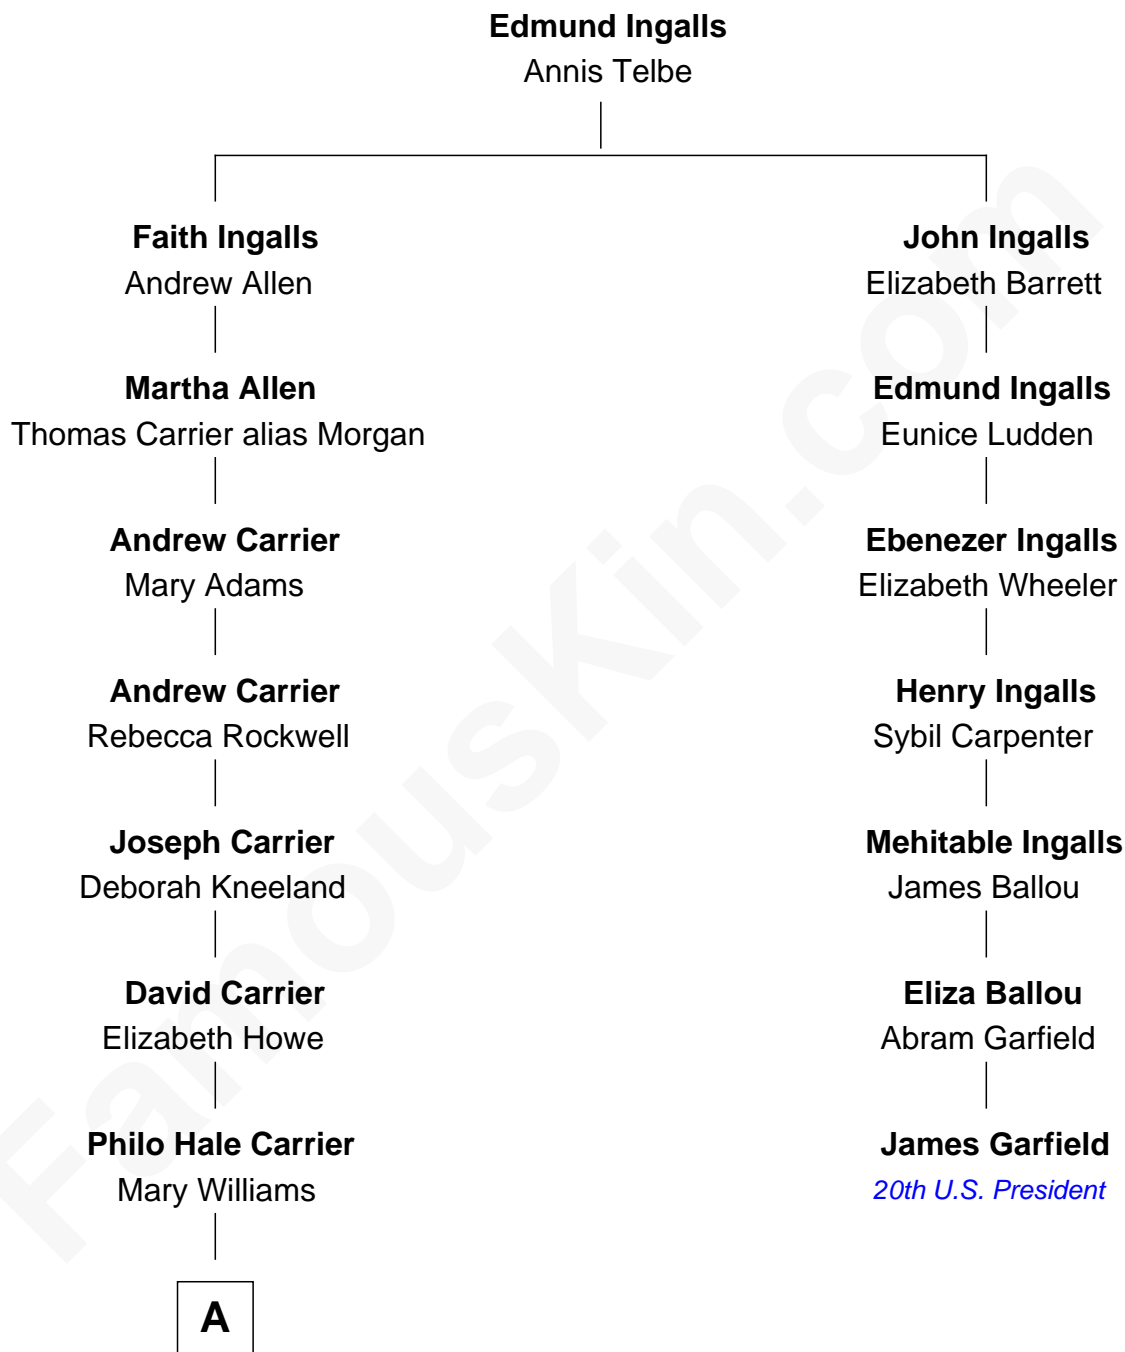 Edmund Ingalls
Annis Telbe
Faith Ingalls
Andrew Allen
John Ingalls
Elizabeth Barrett
Martha Allen
Thomas Carrier alias Morgan
Edmund Ingalls
Eunice Ludden
Andrew Carrier
Mary Adams
Ebenezer Ingalls
Elizabeth Wheeler
Andrew Carrier
Rebecca Rockwell
Henry Ingalls
Sybil Carpenter
Joseph Carrier
Deborah Kneeland
Mehitable Ingalls
James Ballou
David Carrier
Elizabeth Howe
Eliza Ballou
Abram Garfield
Philo Hale Carrier
Mary Williams
James Garfield
20th U.S. President
A
FamousKin.com